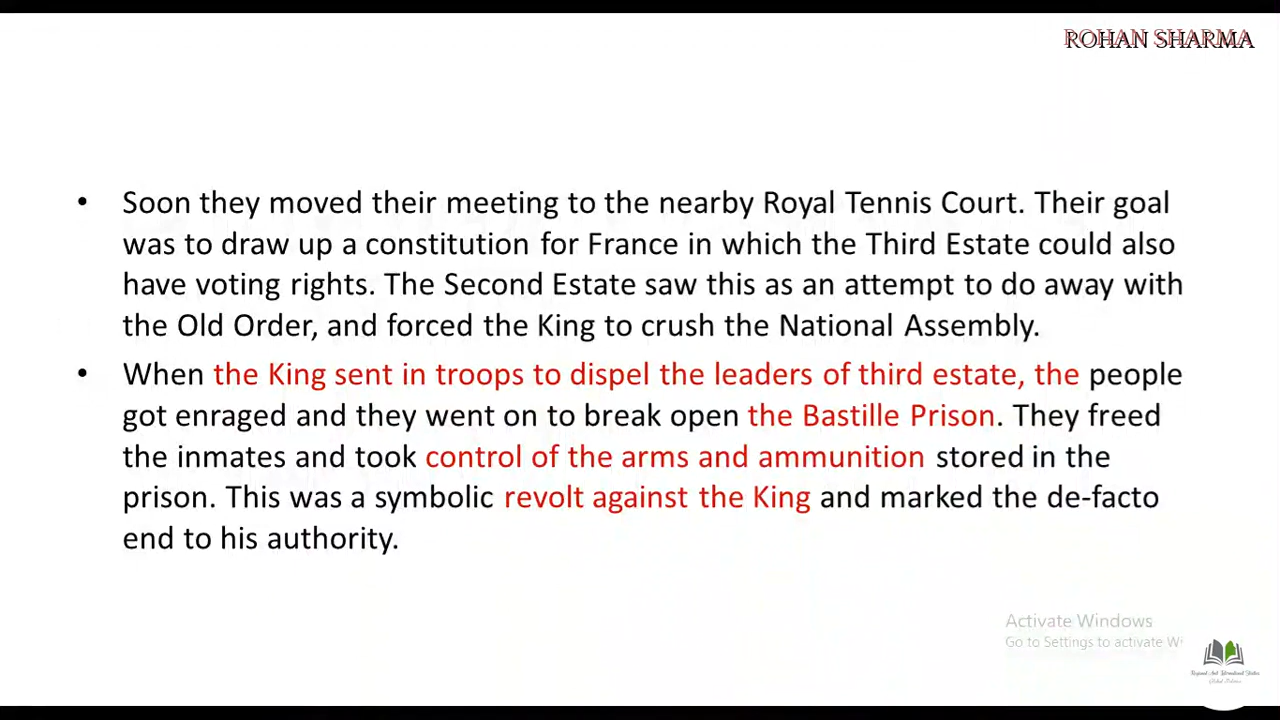 ROHAN SHARMA
• Soon they moved their meeting to the nearby Royal Tennis Court. Their goal
was to draw up a constitution for France in which the Third Estate could also
have voting rights. The Second Estate saw this as an attempt to do away with
the Old Order, and forced the King to crush the National Assembly.
• When the King sent in troops to dispel the leaders of third estate, the people
got enraged and they went on to break open the Bastille Prison. They freed
the inmates and took control of the arms and ammunition stored in the
prison. This was a symbolic revolt against the King and marked the de-facto
end to his authority.
Activate Windows
Go to Settings to activate Wi